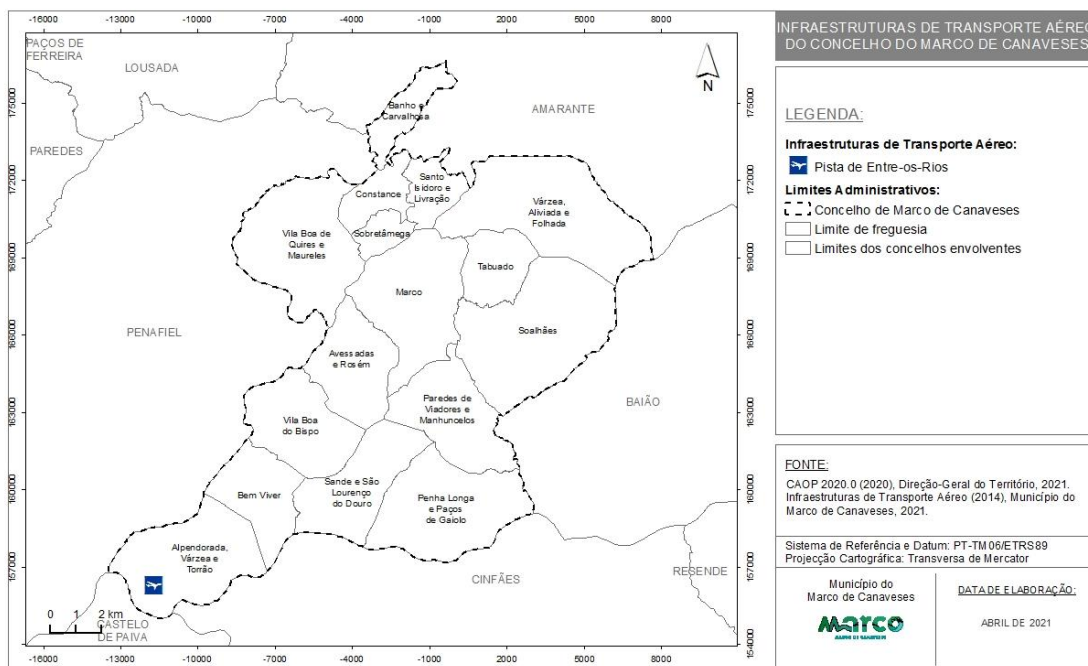 -16000 -13000 -10000 -7000 -4000 -1000 2000 5000 8000
PAÇOS DE
FERREIRA
LOUSADA
PAREDES
AMARANTE
PENAFIEL
BAIÃO
CINFÃES
RESENDE
CASTELO
DE PAIVA
N
Banho e
Carvalhosa
Santo
Isidoro e
Livração
Constance
Várzea,
Aliviada e
Folhada
Vila Boa de
Quires e
Maureles
Sobretâmega
Tabuado
Marco
Soalhães
Avessadas
e Rosém
Paredes de
Viadores e
Manhuncelos
Vila Boa
do Bispo
Bem Viver
Sande e São
Lourenço
do Douro
Penha Longa
e Paços
de Gaiolo
Alpendorada,
Várzea e
Torrão
0 1 2 km
175000
172000
169000
166000
163000
160000
157000
175000
172000
169000
166000
163000
160000
157000
154000
-16000 -13000 -10000 -7000 -4000 -1000 2000 5000 8000
INFRAESTRUTURAS DE TRANSPORTE AÉREO
DO CONCELHO DO MARCO DE CANAVESES
LEGENDA:
Infraestruturas de Transporte Aéreo:
Pista de Entre-os-Rios
Limites Administrativos:
Concelho de Marco de Canaveses
Limite de freguesia
Limites dos concelhos envolventes
FONTE:
CAOP 2020.0 (2020), Direção-Geral do Território, 2021.
Infraestruturas de Transporte Aéreo (2014), Município do
Marco de Canaveses, 2021.
Sistema de Referência e Datum: PT-TM06/ETRS89
Projecção Cartográfica: Transversa de Mercator
Município do
Marco de Canaveses
MARCO
DATA DE ELABORAÇÃO:
ABRIL DE 2021